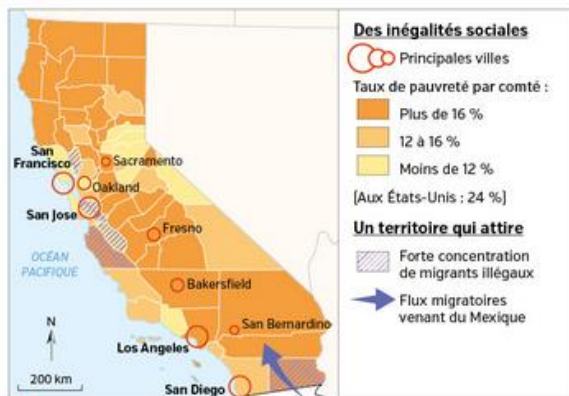 San
Francisco
Sacramento
Oakland
San Jose
Fresno
OCÉAN
PACIFIQUE
Bakersfield
San Bernardino
Los Angeles
N
200 km
San Diego
Des inégalités sociales
Principales villes
Taux de pauvreté par comté :
Plus de 16 %
12 à 16 %
Moins de 12 %
(Aux États-Unis : 24 %)
Un territoire qui attire
Forte concentration
de migrants illégaux
Flux migratoires
venant du Mexique